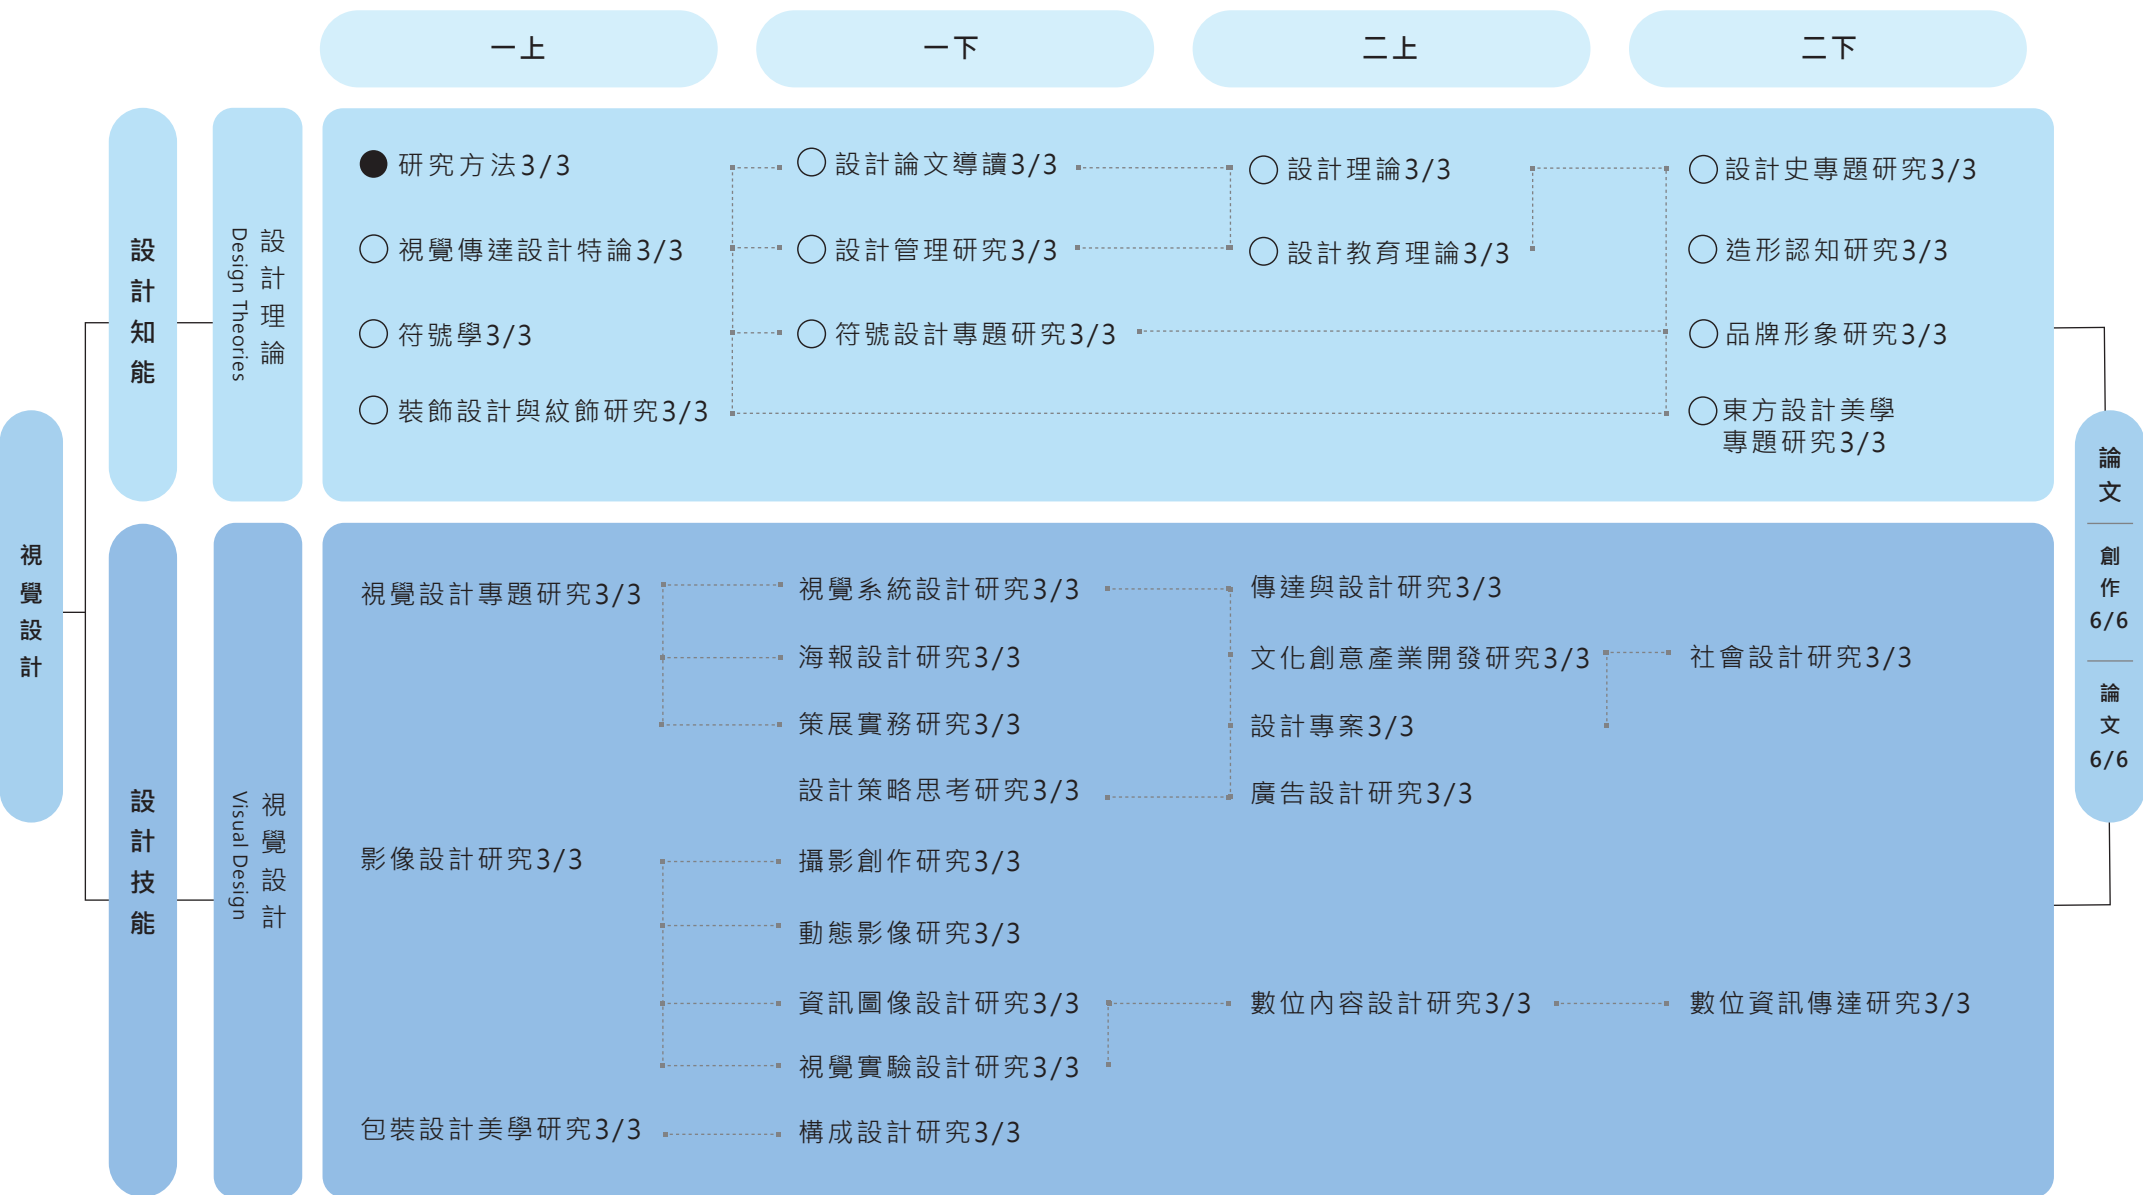 一上
一下
二上
二下
視覺設計
設計知能
設計理論
Design Theories
研究方法3/3
設計論文導讀3/3
設計理論3/3
設計史專題研究3/3
視覺傳達設計特論3/3
設計管理研究3/3
設計教育理論3/3
造形認知研究3/3
符號學3/3
符號設計專題研究3/3
品牌形象研究3/3
裝飾設計與紋飾研究3/3
東方設計美學
專題研究3/3
設計技能
視覺設計
Visual Design
視覺設計專題研究3/3
視覺系統設計研究3/3
傳達與設計研究3/3
海報設計研究3/3
文化創意產業開發研究3/3
社會設計研究3/3
策展實務研究3/3
設計專案3/3
設計策略思考研究3/3
廣告設計研究3/3
影像設計研究3/3
攝影創作研究3/3
動態影像研究3/3
資訊圖像設計研究3/3
數位內容設計研究3/3
數位資訊傳達研究3/3
視覺實驗設計研究3/3
包裝設計美學研究3/3
構成設計研究3/3
論文
創作
6/6
論文
6/6